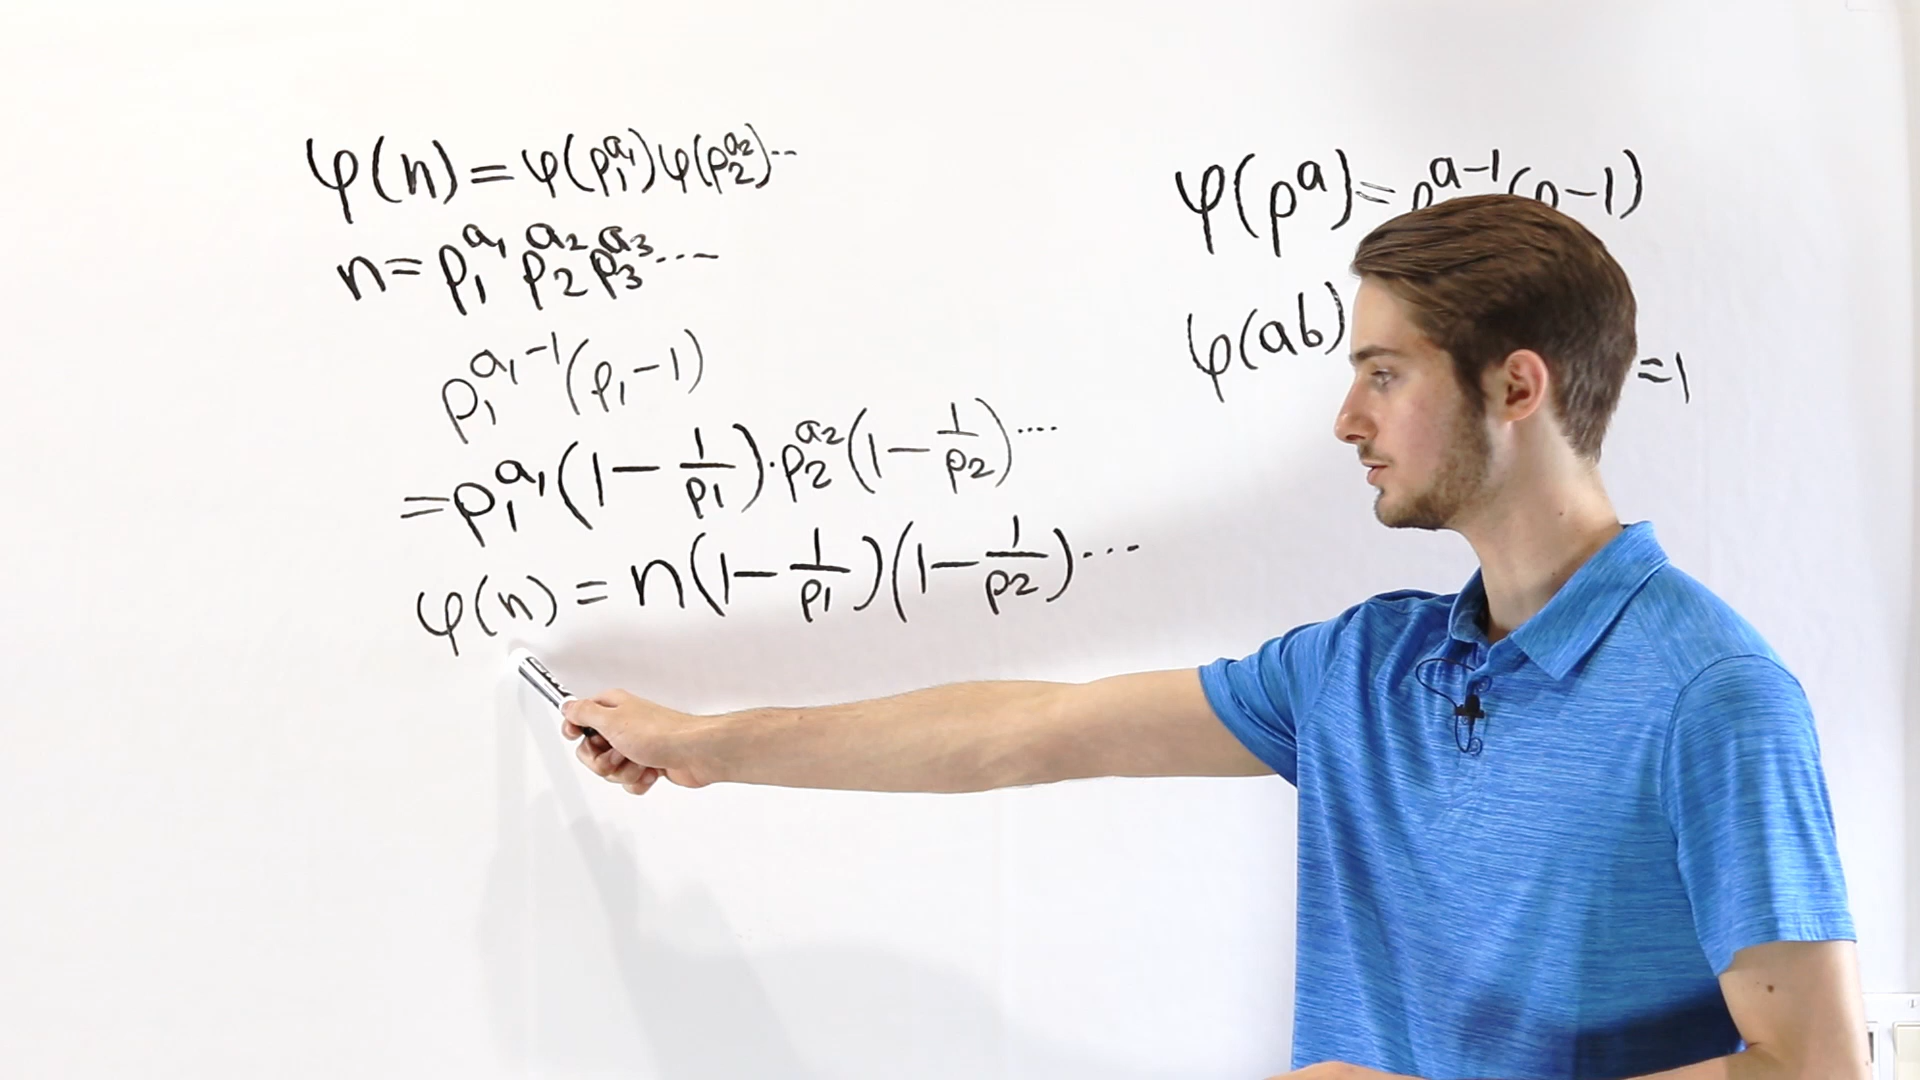 φ(n) = φ(p₁^a₁)φ(p₂^a₂)...
n = p₁^a₁ p₂^a₂ p₃^a₃ ....
p₁^a₁-1 (p₁-1)
= p₁^a₁ (1 - 1/p₁) · p₂^a₂ (1 - 1/p₂) ....
φ(n) = n(1 - 1/p₁)(1 - 1/p₂) ...
φ(p^a) = p^a-1 (p-1)
φ(ab) =1